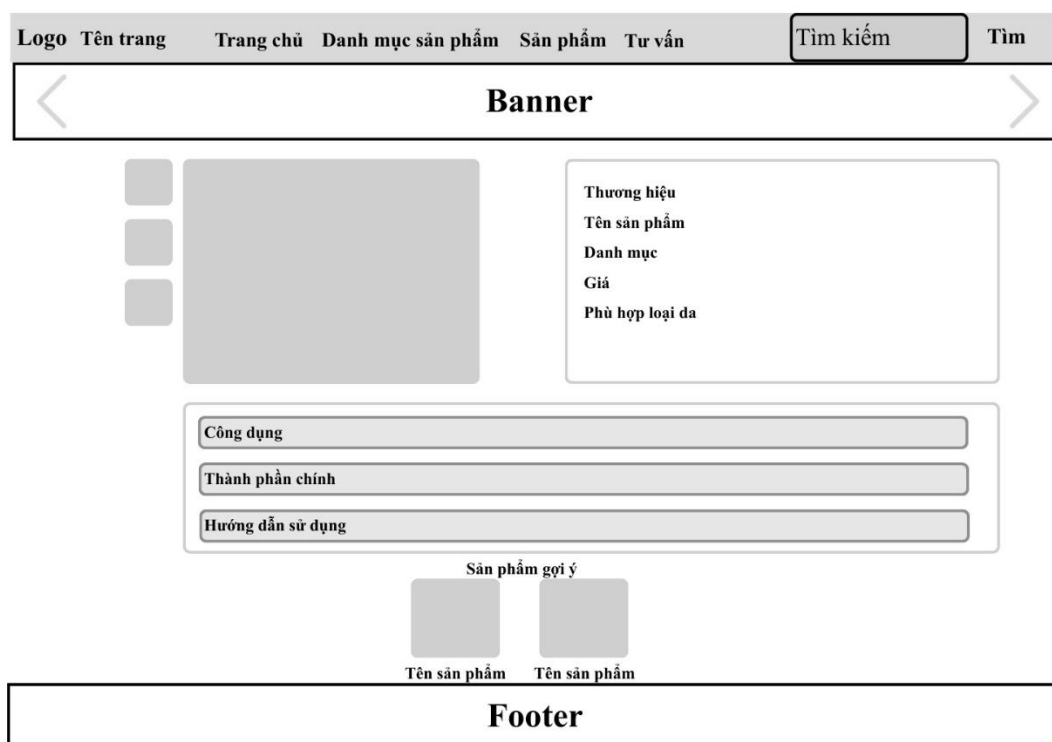 Logo Tên trang Trang chủ Danh mục sản phẩm Sản phẩm Tư vấn Tìm kiếm Tìm
Banner
Thương hiệu
Tên sản phẩm
Danh mục
Giá
Phù hợp loại da
Công dụng
Thành phần chính
Hướng dẫn sử dụng
Sản phẩm gợi ý
Tên sản phẩm Tên sản phẩm
Footer